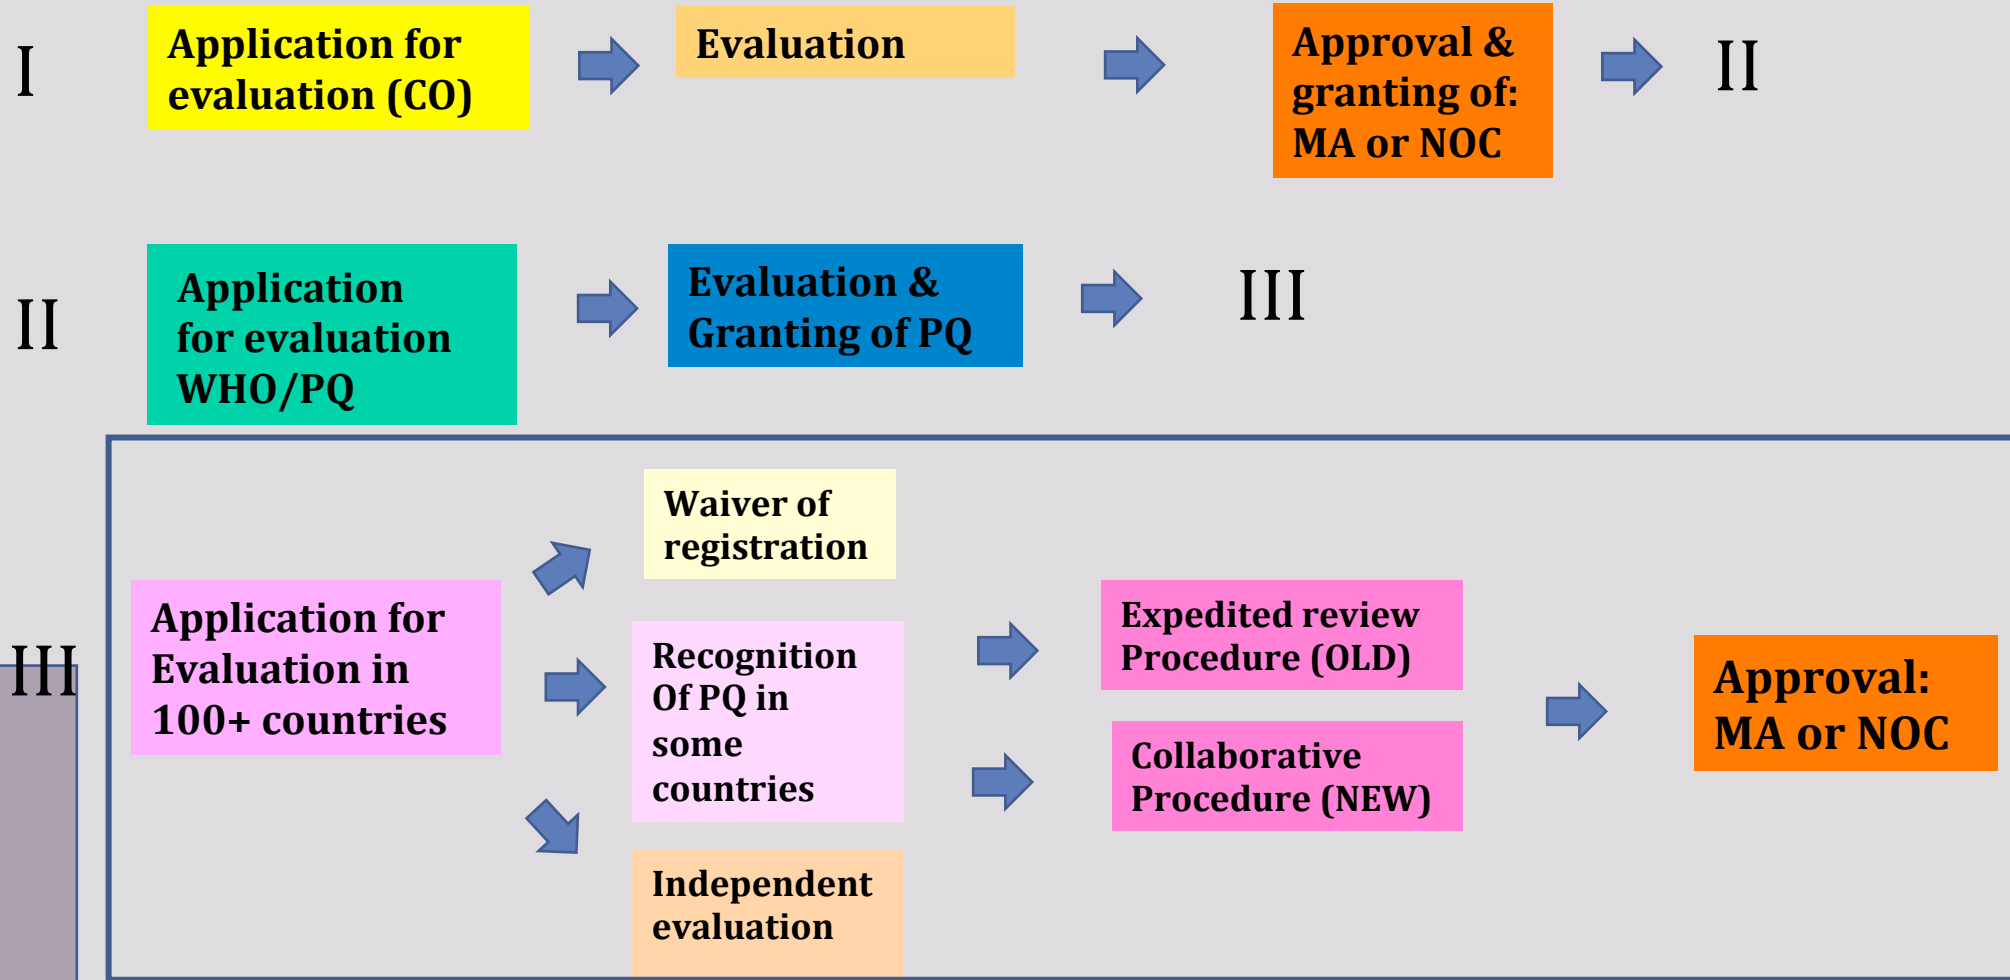 I
Application for
evaluation (CO)
Evaluation
Approval &
granting of:
MA or NOC
II
II
Application
for evaluation
WHO/PQ
Evaluation &
Granting of PQ
III
III
Application for
Evaluation in
100+ countries
Waiver of
registration
Recognition
Of PQ in
some
countries
Independent
evaluation
Expedited review
Procedure (OLD)
Collaborative
Procedure (NEW)
Approval:
MA or NOC